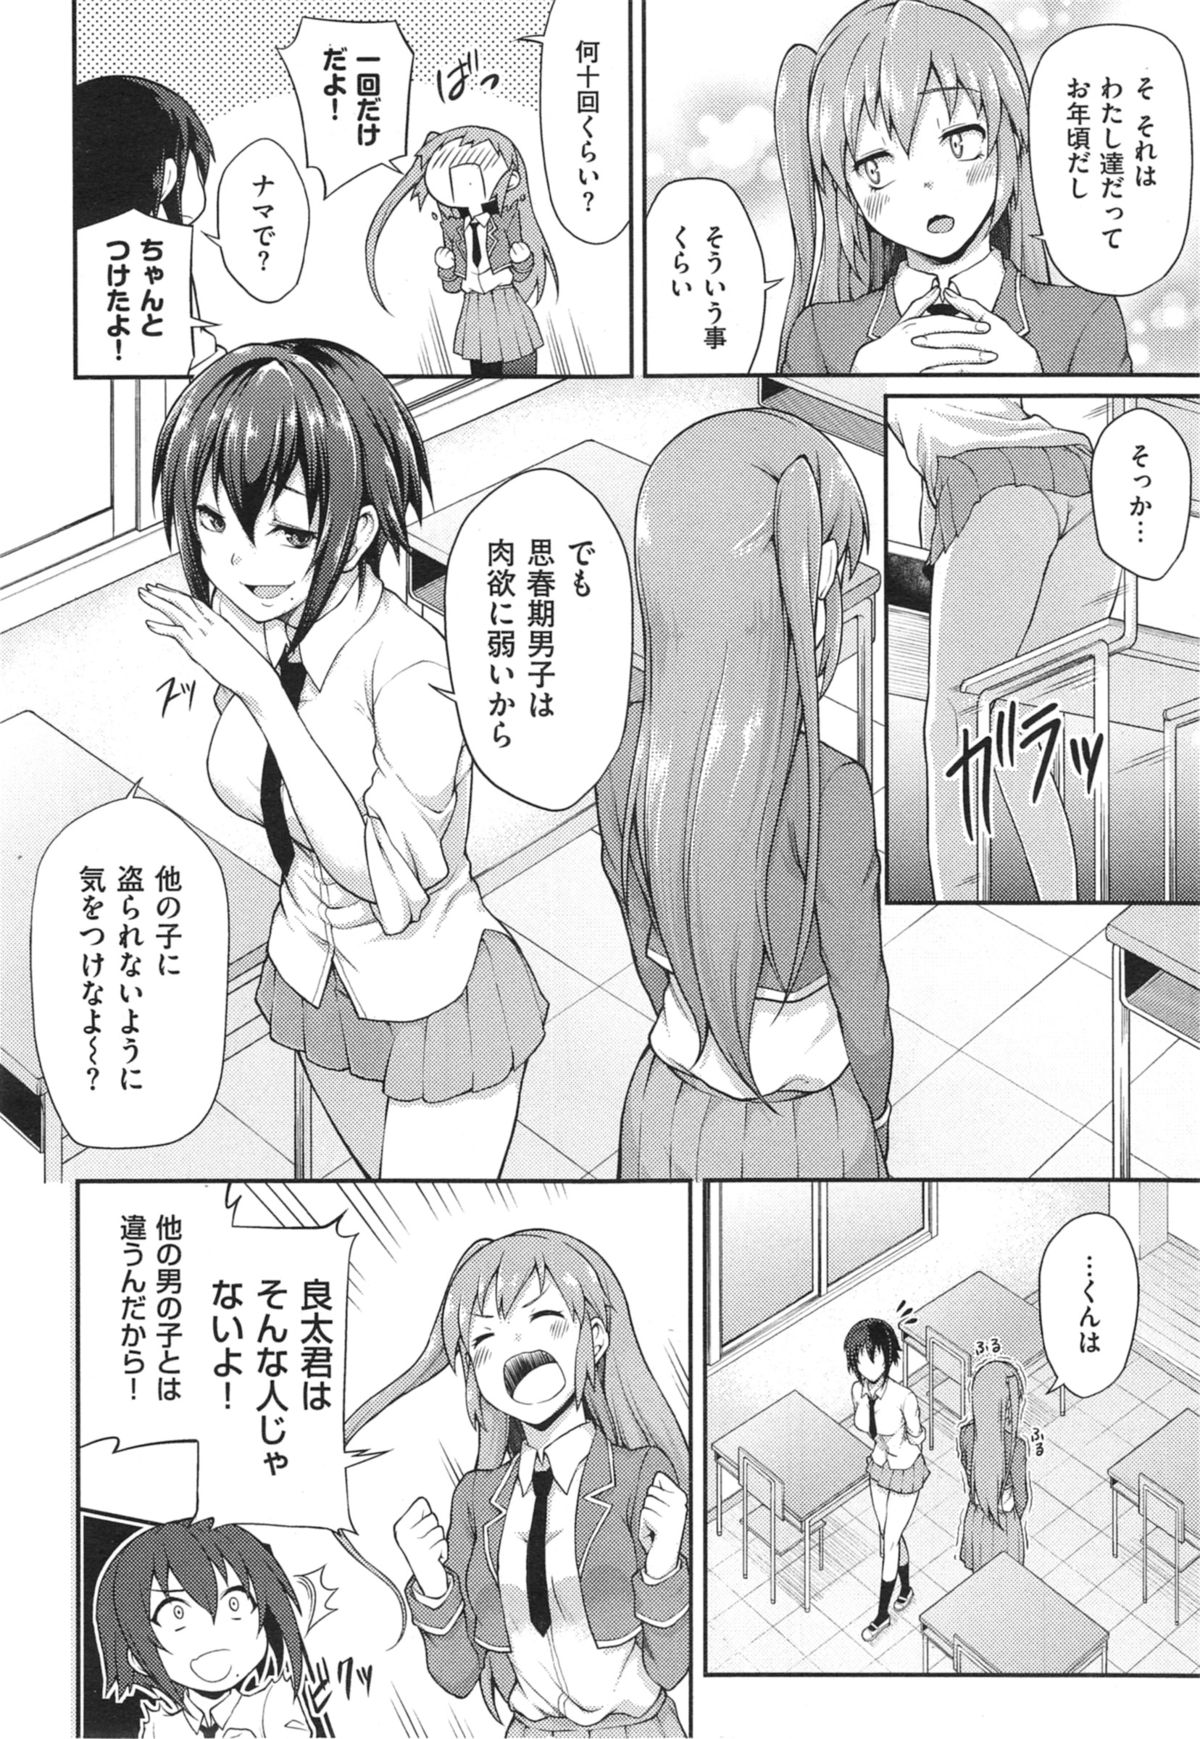 そ それは
わたし達だって
お年頃だし
そういう事
くらい
何十回くらい?
ばっ
一回だけ
だよ!
ナマで?
ちゃんと
つけたよ!
そっか…
ガラッ
でも
思春期男子は
肉欲に弱いから
ズッ
他の子に
盗られないように
気をつけなよ〜?
…くんは
ふる
ふる
良太君は
そんな人じゃ
ないよ!
他の男の子とは
違うんだから!
ビクッ